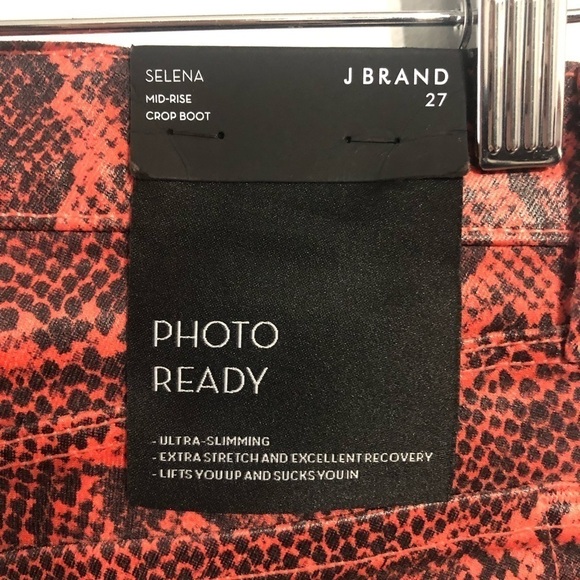 SELENA
MID-RISE
CROP BOOT
J BRAND
27
PHOTO
READY
- ULTRA-SLIMMING
- EXTRA STRETCH AND EXCELLENT RECOVERY
- LIFTS YOU UP AND SUCKS YOU IN